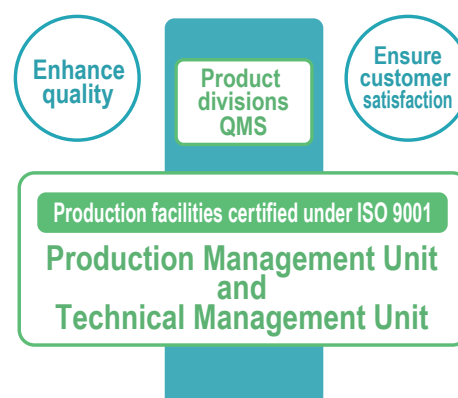 Enhance
quality
Product
divisions
QMS
Ensure
customer
satisfaction
Production facilities certified under ISO 9001
Production Management Unit
and
Technical Management Unit